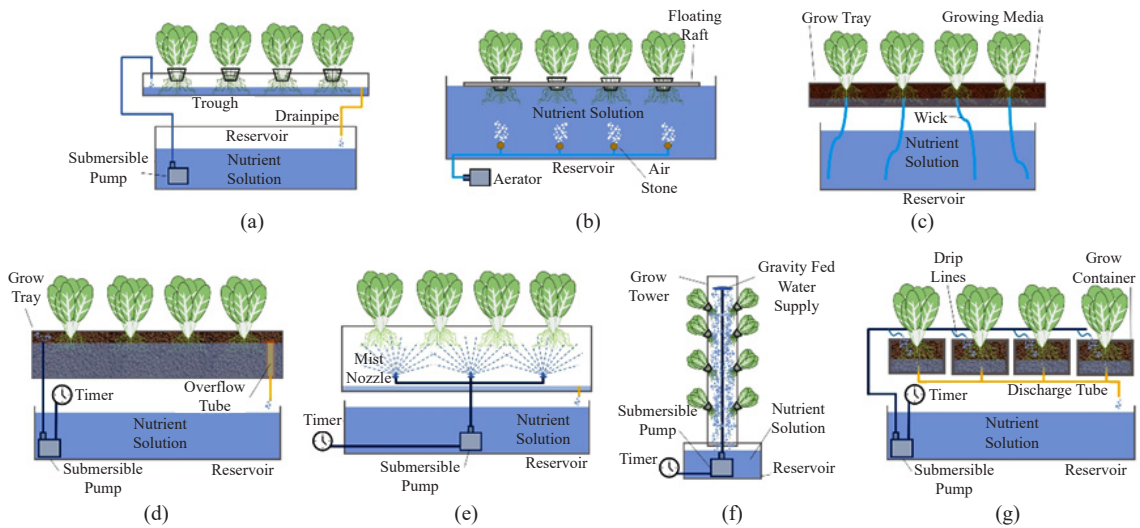 Trough
Drainpipe
Reservoir
Submersible
Pump
Nutrient
Solution
(a)
Floating
Raft
Nutrient Solution
Reservoir
Aerator
Air
Stone
(b)
Grow Tray
Growing Media
Wick
Nutrient
Solution
Reservoir
(c)
Grow
Tray
Overflow
Tube
Timer
Nutrient
Solution
Submersible
Pump
Reservoir
(d)
Mist
Nozzle
Timer
Nutrient
Solution
Submersible
Pump
Reservoir
(e)
Grow
Tower
Gravity Fed
Water
Supply
Submersible
Pump
Nutrient
Solution
Timer
Reservoir
(f)
Drip
Lines
Grow
Container
Timer
Discharge Tube
Nutrient
Solution
Submersible
Pump
Reservoir
(g)